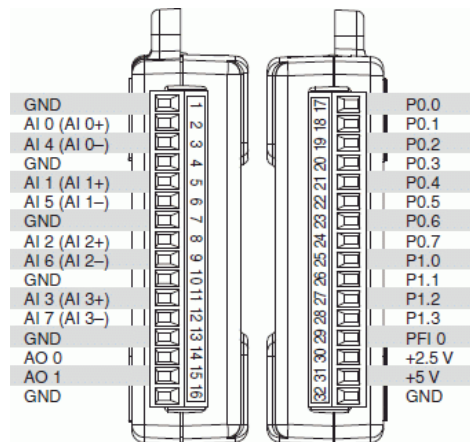 GND 1 17 P0.0
AI 0 (AI 0+) 2 18 P0.1
AI 4 (AI 0–) 3 19 P0.2
GND 4 20 P0.3
AI 1 (AI 1+) 5 21 P0.4
AI 5 (AI 1–) 6 22 P0.5
GND 7 23 P0.6
AI 2 (AI 2+) 8 24 P0.7
AI 6 (AI 2–) 9 25 P1.0
GND 10 26 P1.1
AI 3 (AI 3+) 11 27 P1.2
AI 7 (AI 3–) 12 28 P1.3
GND 13 29 PFI 0
AO 0 14 30 +2.5 V
AO 1 15 31 +5 V
GND 16 32 GND